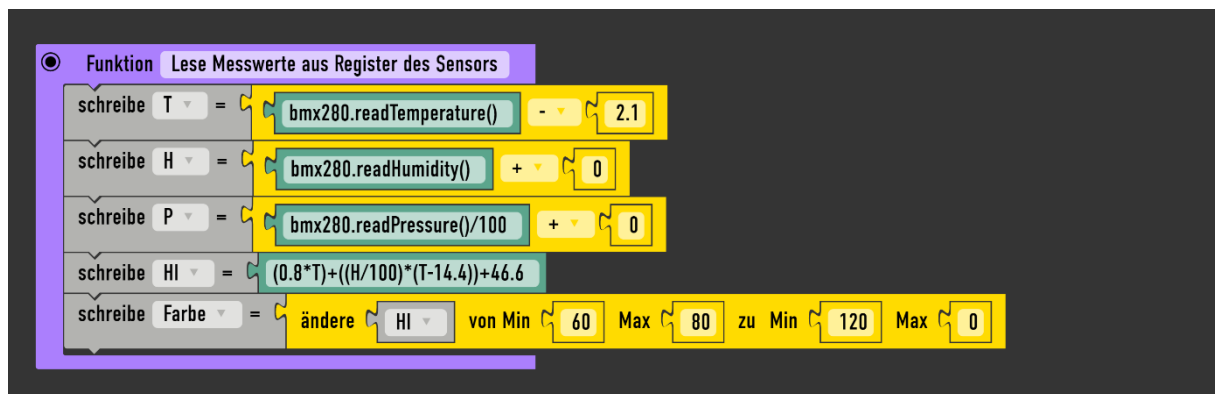 Funktion Lese Messwerte aus Register des Sensors
schreibe T = bmx280.readTemperature() - 2.1
schreibe H = bmx280.readHumidity() + 0
schreibe P = bmx280.readPressure()/100 + 0
schreibe HI = (0.8*T)+((H/100)*(T-14.4))+46.6
schreibe Farbe = ändere HI von Min 60 Max 80 zu Min 120 Max 0